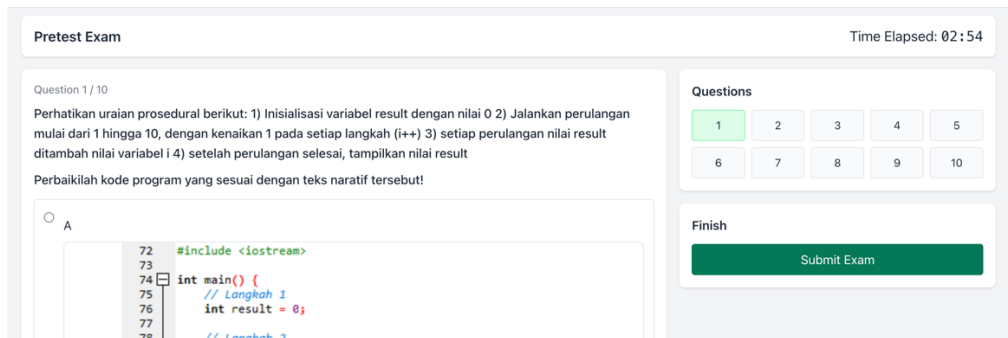 Pretest Exam
Time Elapsed: 02:54
Question 1 / 10
Perhatikan uraian prosedural berikut: 1) Inisialisasi variabel result dengan nilai 0 2) Jalankan perulangan
mulai dari 1 hingga 10, dengan kenaikan 1 pada setiap langkah (i++) 3) setiap perulangan nilai result
ditambah nilai variabel i 4) setelah perulangan selesai, tampilkan nilai result
Perbaikilah kode program yang sesuai dengan teks naratif tersebut!
A
72 #include <iostream>
73
74 int main() {
75 // Langkah 1
76 int result = 0;
77
78 // Langkah 2
Questions
1 2 3 4 5
6 7 8 9 10
Finish
Submit Exam